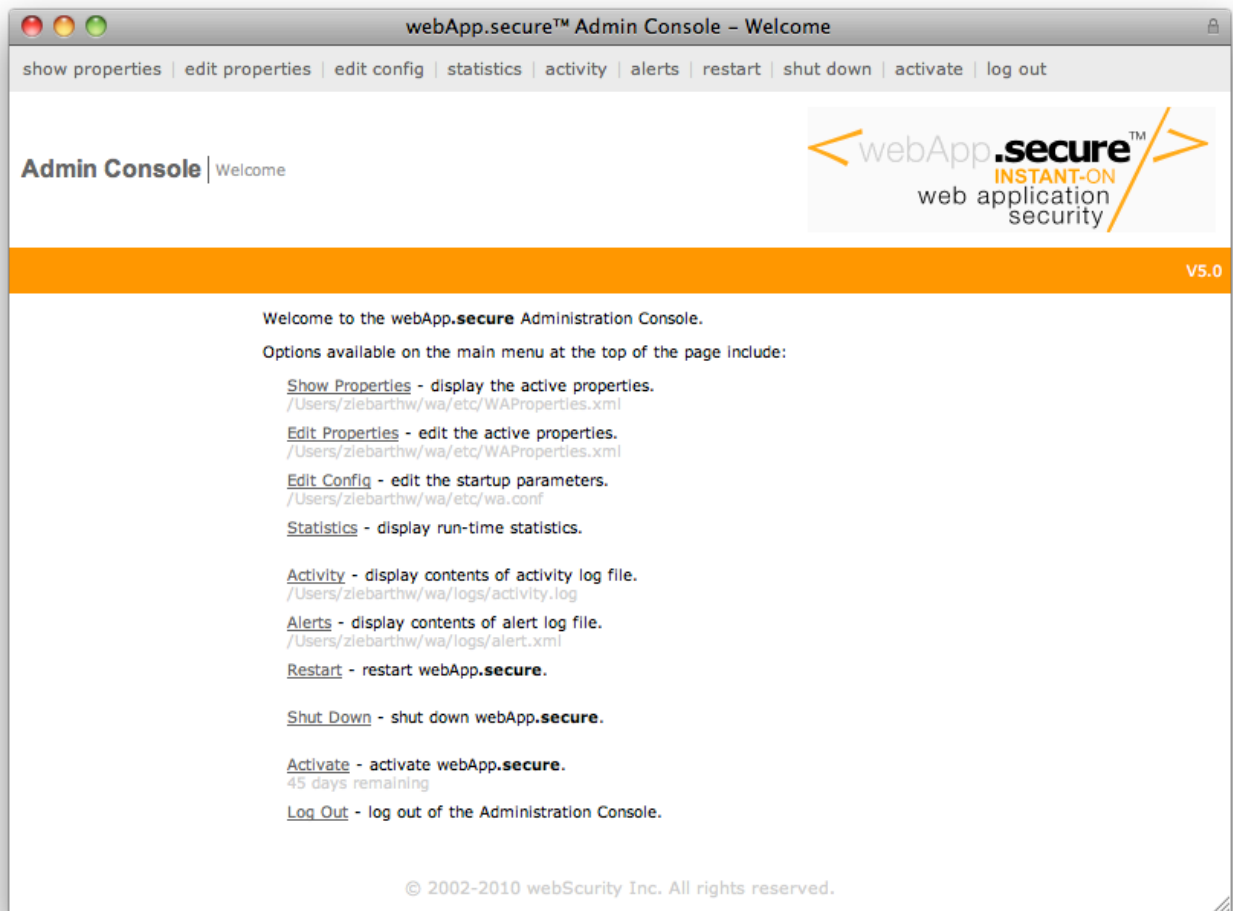 webApp.secure™ Admin Console – Welcome
show properties | edit properties | edit config | statistics | activity | alerts | restart | shut down | activate | log out
Admin Console | Welcome
<webApp.secure™/>
INSTANT-ON
web application
security
V5.0
Welcome to the webApp.secure Administration Console.
Options available on the main menu at the top of the page include:
Show Properties - display the active properties.
/Users/ziebarthw/wa/etc/WAProperties.xml
Edit Properties - edit the active properties.
/Users/ziebarthw/wa/etc/WAProperties.xml
Edit Config - edit the startup parameters.
/Users/ziebarthw/wa/etc/wa.conf
Statistics - display run-time statistics.
Activity - display contents of activity log file.
/Users/ziebarthw/wa/logs/activity.log
Alerts - display contents of alert log file.
/Users/ziebarthw/wa/logs/alert.xml
Restart - restart webApp.secure.
Shut Down - shut down webApp.secure.
Activate - activate webApp.secure.
45 days remaining
Log Out - log out of the Administration Console.
© 2002-2010 webScurity Inc. All rights reserved.